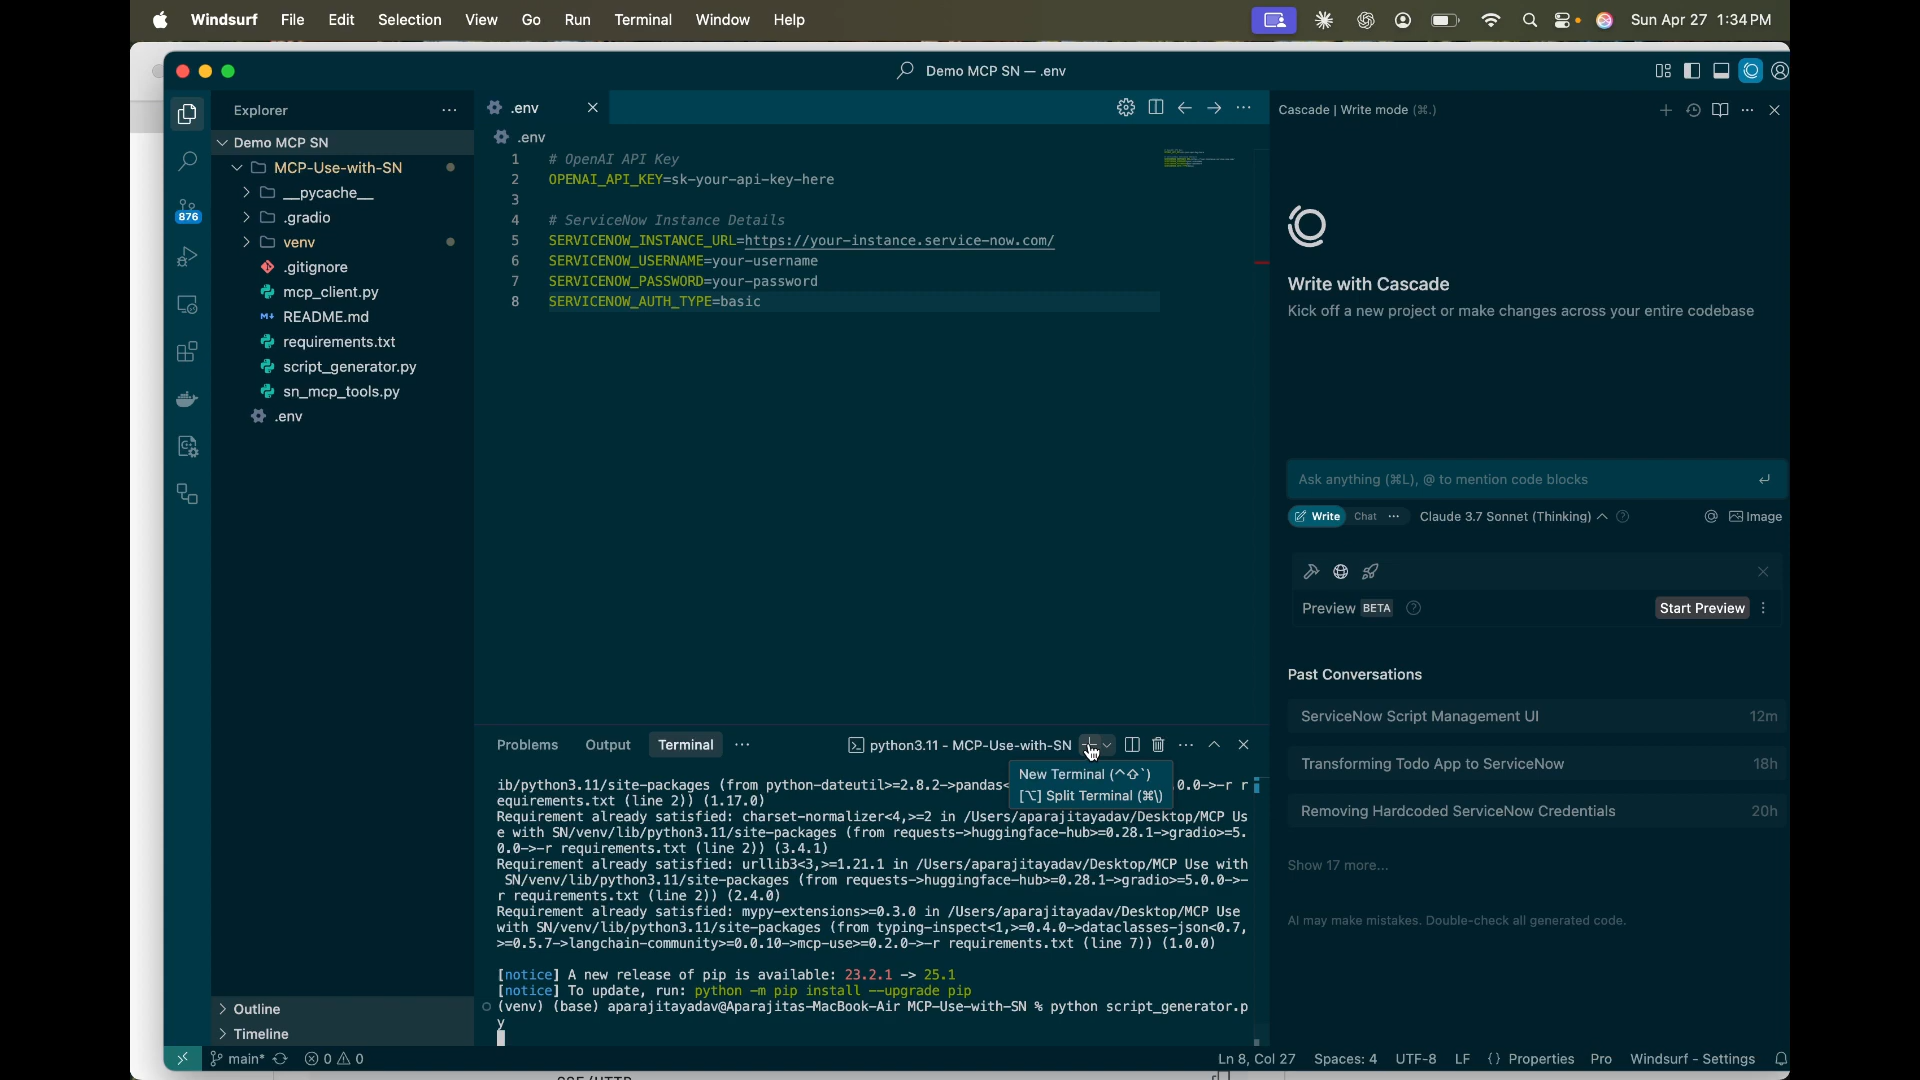 Windsurf File Edit Selection View Go Run Terminal Window Help
Sun Apr 27 1:34 PM
Demo MCP SN — .env
Explorer
876
Demo MCP SN
MCP-Use-with-SN
__pycache__
.gradio
venv
.gitignore
mcp_client.py
README.md
requirements.txt
script_generator.py
sn_mcp_tools.py
.env
Outline
Timeline
.env
.env
1 # OpenAI API Key
2 OPENAI_API_KEY=sk-your-api-key-here
3
4 # ServiceNow Instance Details
5 SERVICENOW_INSTANCE_URL=https://your-instance.service-now.com/
6 SERVICENOW_USERNAME=your-username
7 SERVICENOW_PASSWORD=your-password
8 SERVICENOW_AUTH_TYPE=basic
Problems Output Terminal
python3.11 - MCP-Use-with-SN
New Terminal (^⇧`)
[⌥] Split Terminal (⌘\)
ib/python3.11/site-packages (from python-dateutil>=2.8.2->pandas< .0.0->-r r
equirements.txt (line 2)) (1.17.0)
Requirement already satisfied: charset-normalizer<4,>=2 in /Users/aparajitayadav/Desktop/MCP Us
e with SN/venv/lib/python3.11/site-packages (from requests->huggingface-hub>=0.28.1->gradio>=5.
0.0->-r requirements.txt (line 2)) (3.4.1)
Requirement already satisfied: urllib3<3,>=1.21.1 in /Users/aparajitayadav/Desktop/MCP Use with
SN/venv/lib/python3.11/site-packages (from requests->huggingface-hub>=0.28.1->gradio>=5.0.0->-
r requirements.txt (line 2)) (2.4.0)
Requirement already satisfied: mypy-extensions>=0.3.0 in /Users/aparajitayadav/Desktop/MCP Use
with SN/venv/lib/python3.11/site-packages (from typing-inspect<1,>=0.4.0->dataclasses-json<0.7,
>=0.5.7->langchain-community>=0.0.10->mcp-use>=0.2.0->-r requirements.txt (line 7)) (1.0.0)
[notice] A new release of pip is available: 23.2.1 -> 25.1
[notice] To update, run: python -m pip install --upgrade pip
(venv) (base) aparajitayadav@Aparajitas-MacBook-Air MCP-Use-with-SN % python script_generator.p
y
Cascade | Write mode (⌘.)
Write with Cascade
Kick off a new project or make changes across your entire codebase
Ask anything (⌘L), @ to mention code blocks
Write Chat Claude 3.7 Sonnet (Thinking) Image
Preview BETA Start Preview
Past Conversations
ServiceNow Script Management UI 12m
Transforming Todo App to ServiceNow 18h
Removing Hardcoded ServiceNow Credentials 20h
Show 17 more...
AI may make mistakes. Double-check all generated code.
main* 0 0 Ln 8, Col 27 Spaces: 4 UTF-8 LF {} Properties Pro Windsurf - Settings